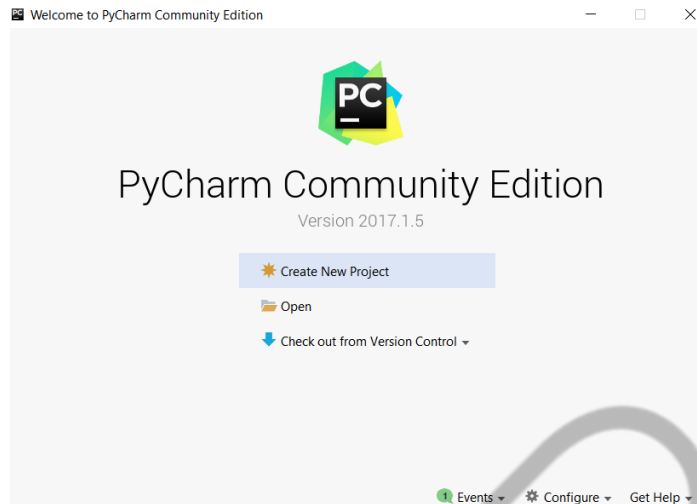 Welcome to PyCharm Community Edition
PC
PyCharm Community Edition
Version 2017.1.5
Create New Project
Open
Check out from Version Control
1 Events Configure Get Help